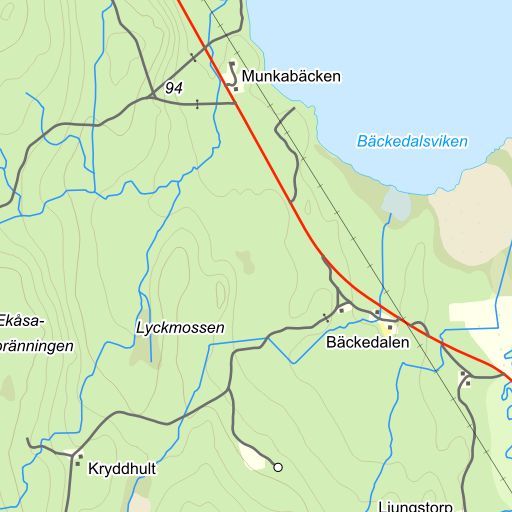 Munkabäcken
94
Bäckedalsviken
Ekåsa-
bränningen
Lyckmossen
Bäckedalen
Kryddhult
Ljungstorp